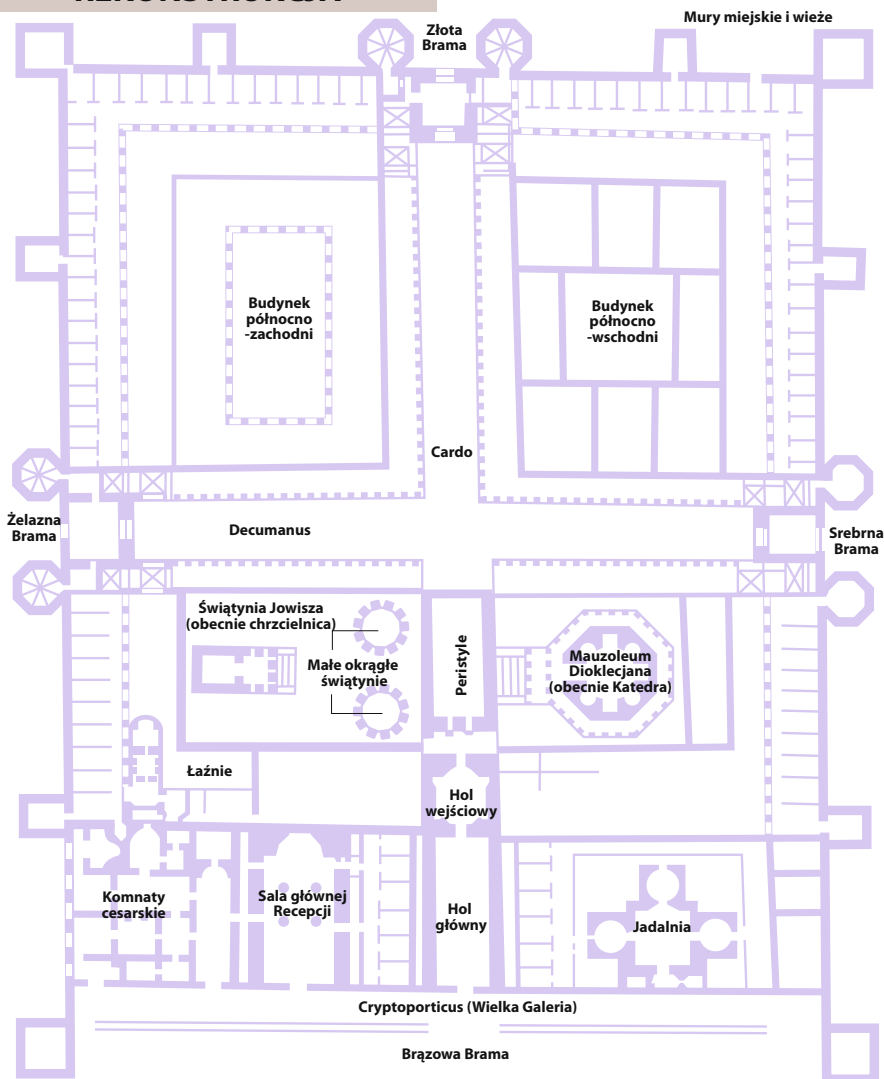 Mury miejskie i wieże
Złota
Brama
Budynek
północno
-zachodni
Budynek
północno
-wschodni
Cardo
Żelazna
Brama
Decumanus
Srebrna
Brama
Świątynia Jowisza
(obecnie chrzcielnica)
Małe okrągłe
świątynie
Peristyle
Mauzoleum
Dioklecjana
(obecnie Katedra)
Łaźnie
Hol
wejściowy
Komnaty
cesarskie
Sala głównej
Recepcji
Hol
główny
Jadalnia
Cryptoporticus (Wielka Galeria)
Brązowa Brama